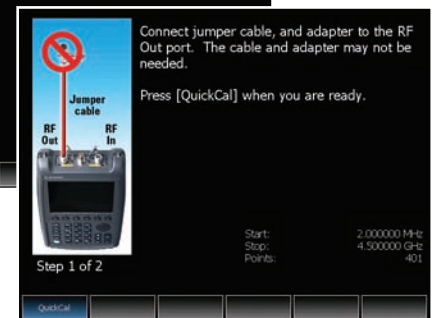 Connect jumper cable, and adapter to the RF
Out port. The cable and adapter may not be
needed.
Press [QuickCal] when you are ready.
Jumper
cable
RF
Out
RF
In
Step 1 of 2
Start: 2.000000 MHz
Stop: 4.500000 GHz
Points: 401
QuickCal